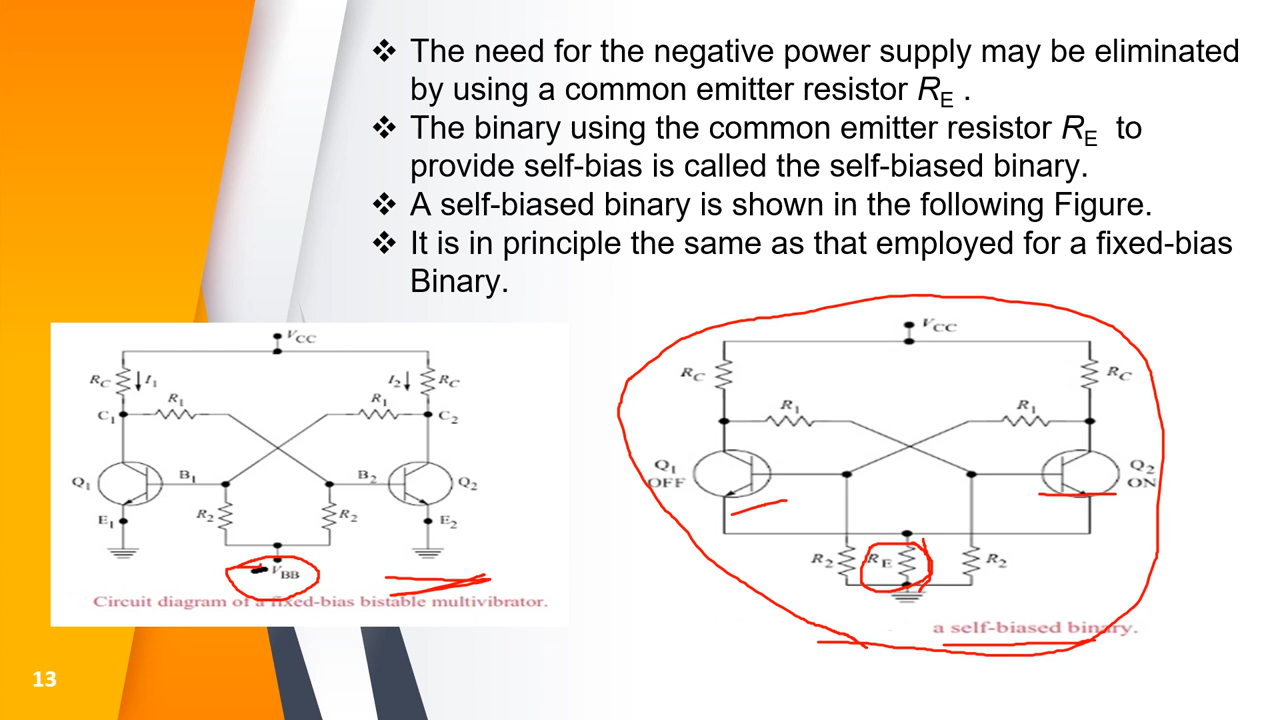 ❖ The need for the negative power supply may be eliminated
by using a common emitter resistor RE .
❖ The binary using the common emitter resistor RE to
provide self-bias is called the self-biased binary.
❖ A self-biased binary is shown in the following Figure.
❖ It is in principle the same as that employed for a fixed-bias
Binary.
VCC
RC I1 I2 RC
R1 R1
C1 C2
Q1 B1 B2 Q2
R2 R2
E1 E2
VBB
Circuit diagram of a fixed-bias bistable multivibrator.
VCC
RC RC
R1 R1
Q1 Q2
OFF ON
R2 RE R2
a self-biased binary.
13